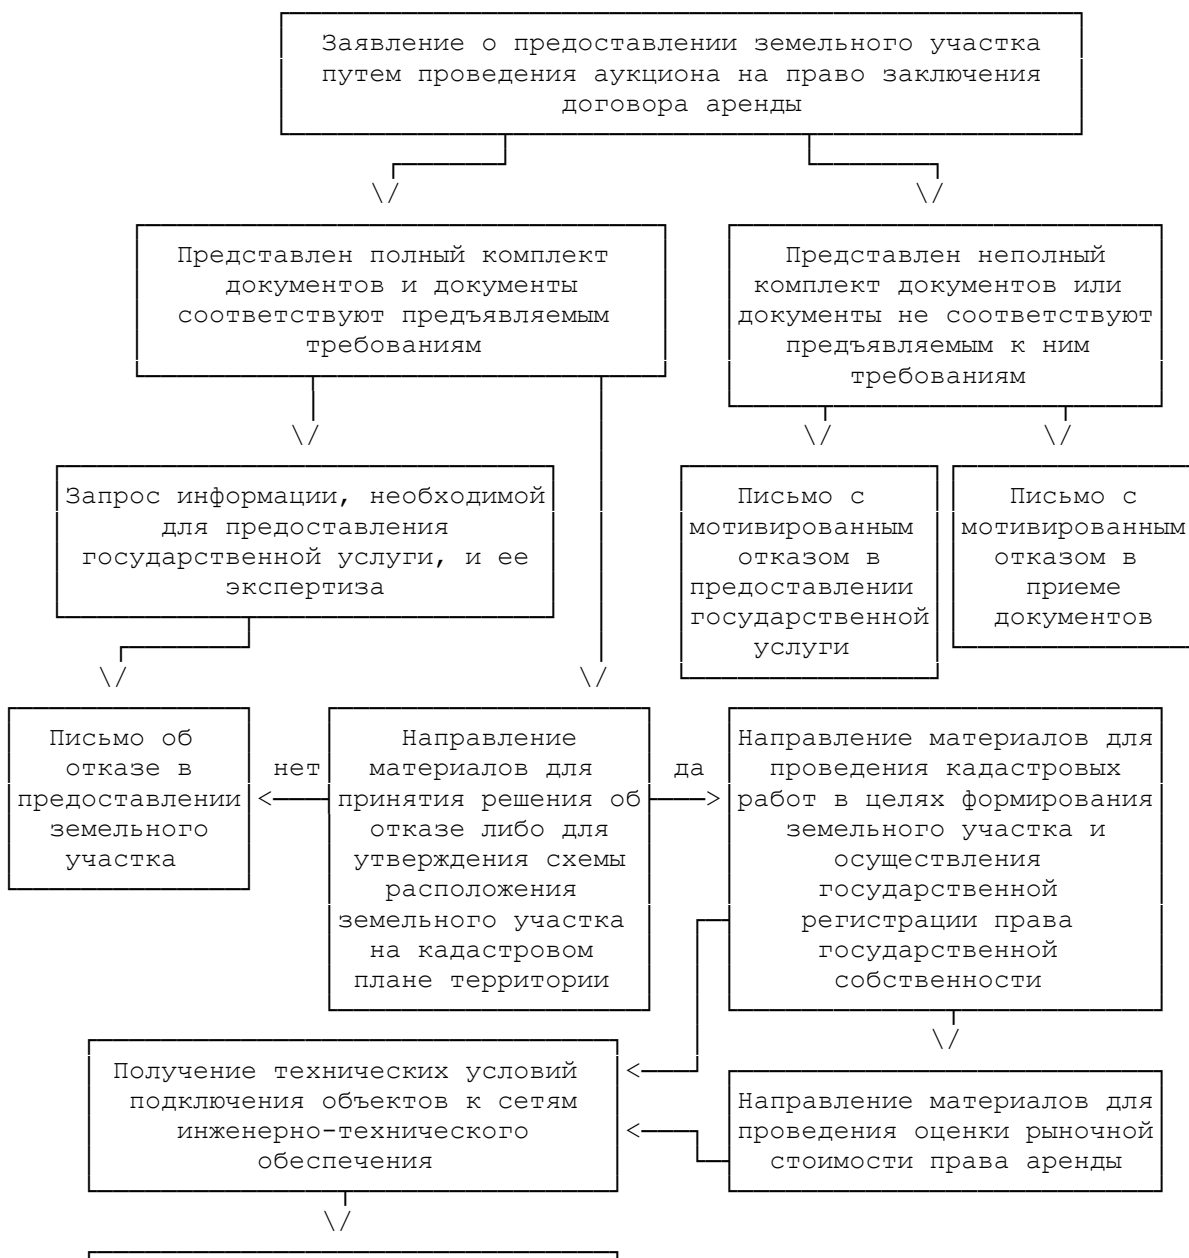 Заявление о предоставлении земельного участка
путем проведения аукциона на право заключения
договора аренды
Представлен полный комплект
документов и документы
соответствуют предъявляемым
требованиям
Представлен неполный
комплект документов или
документы не соответствуют
предъявляемым к ним
требованиям
Запрос информации, необходимой
для предоставления
государственной услуги, и ее
экспертиза
Письмо с
мотивированным
отказом в
предоставлении
государственной
услуги
Письмо с
мотивированным
отказом в
приеме
документов
Письмо об
отказе в
предоставлении
земельного
участка
нет
Направление
материалов для
принятия решения об
отказе либо для
утверждения схемы
расположения
земельного участка
на кадастровом
плане территории
да
Направление материалов для
проведения кадастровых
работ в целях формирования
земельного участка и
осуществления
государственной
регистрации права
государственной
собственности
Получение технических условий
подключения объектов к сетям
инженерно-технического
обеспечения
Направление материалов для
проведения оценки рыночной
стоимости права аренды